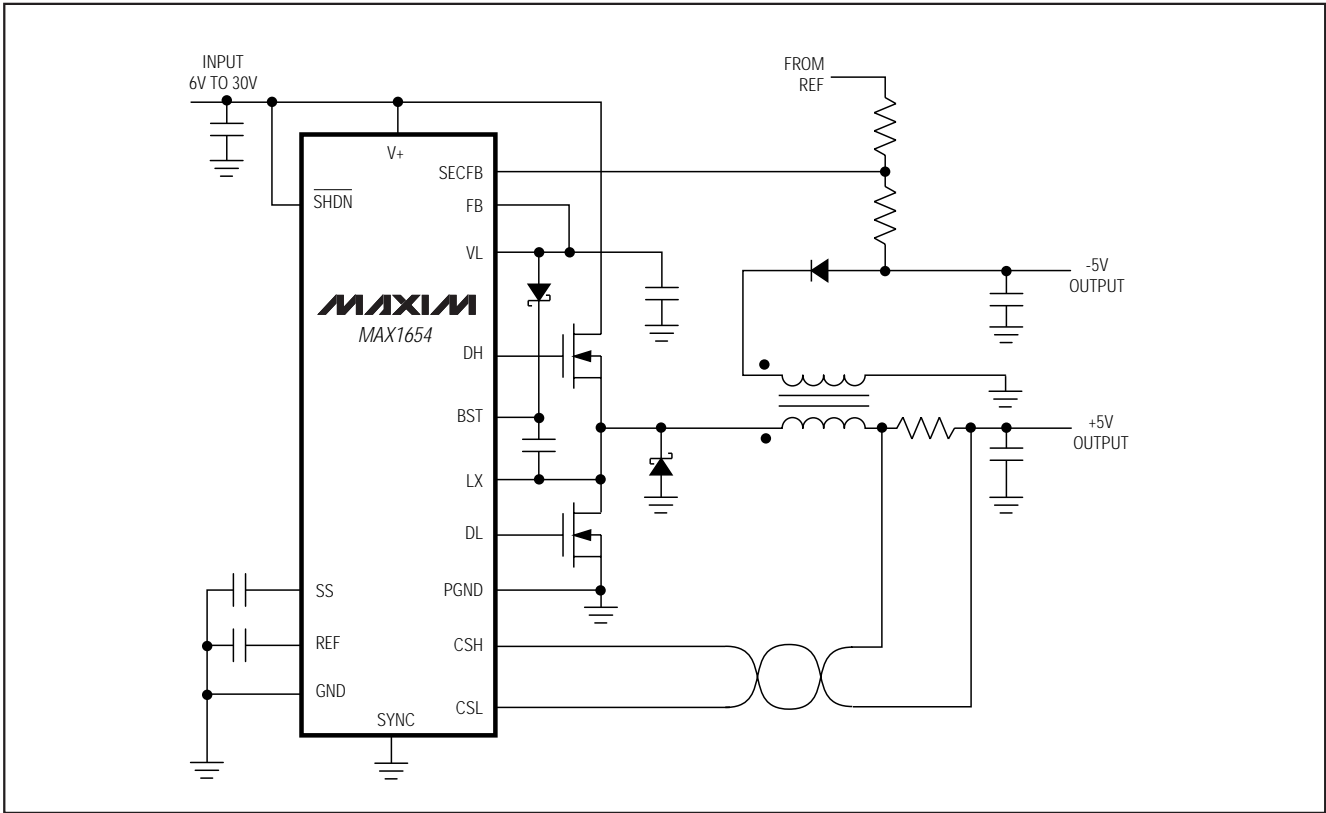 INPUT
6V TO 30V
FROM
REF
V+
SECFB
SHDN
FB
VL
-5V
OUTPUT
MAXIM
MAX1654
DH
BST
+5V
OUTPUT
LX
DL
SS
PGND
REF
CSH
GND
CSL
SYNC